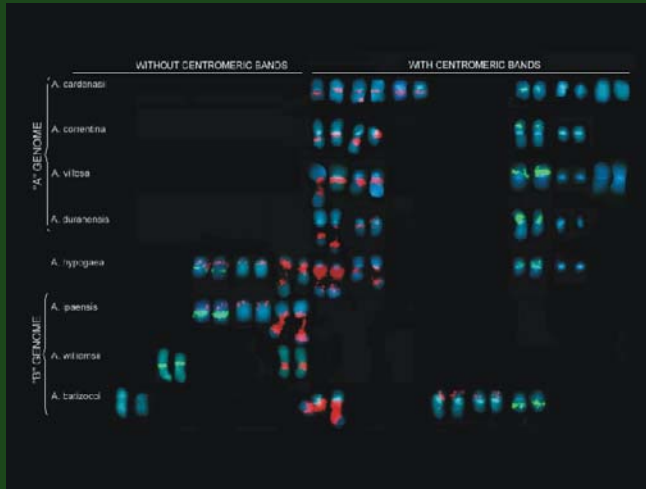 WITHOUT CENTROMERIC BANDS
WITH CENTROMERIC BANDS
"A" GENOME
A. cardenasii
A. correntina
A. villosa
A. duranensis
A. hypogaea
"B" GENOME
A. ipaensis
A. williamsii
A. batizocoi